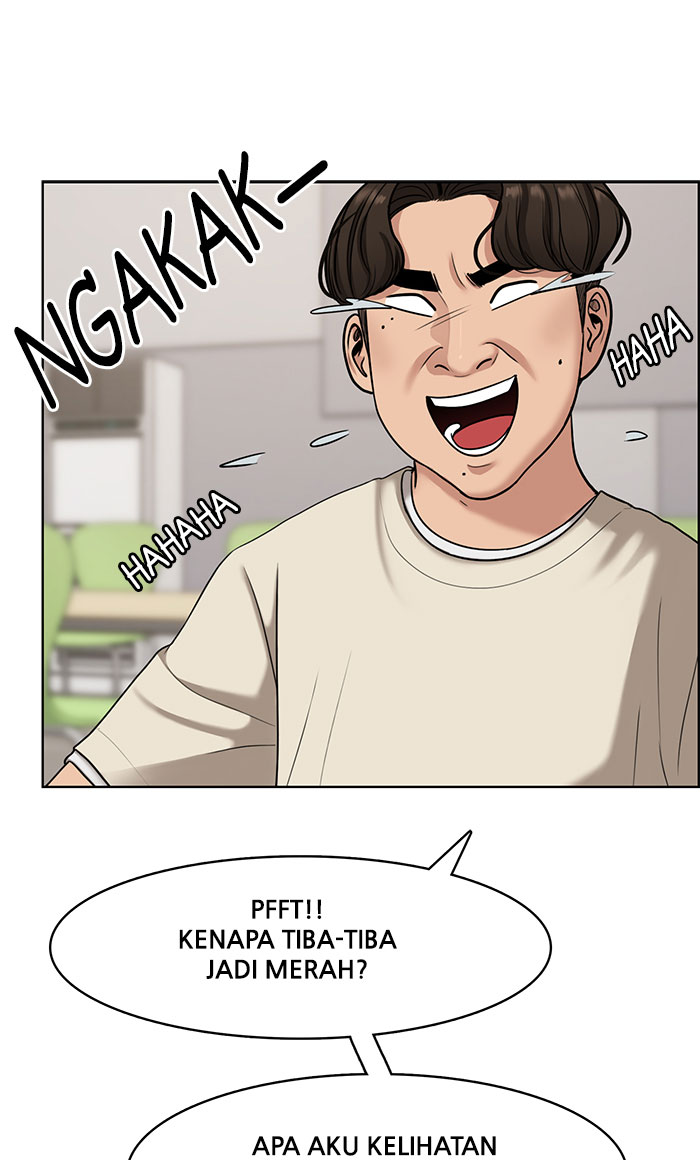 NGAKAK-
HAHA
HAHAHA
PFFT!!
KENAPA TIBA-TIBA
JADI MERAH?
APA AKU KELIHATAN